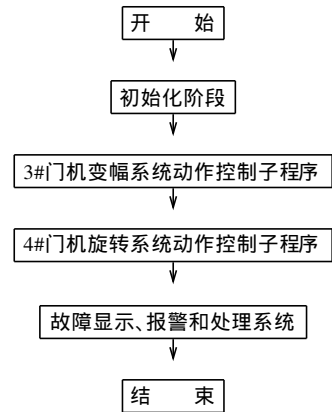 开 始
初始化阶段
3#门机变幅系统动作控制子程序
4#门机旋转系统动作控制子程序
故障显示、报警和处理系统
结 束